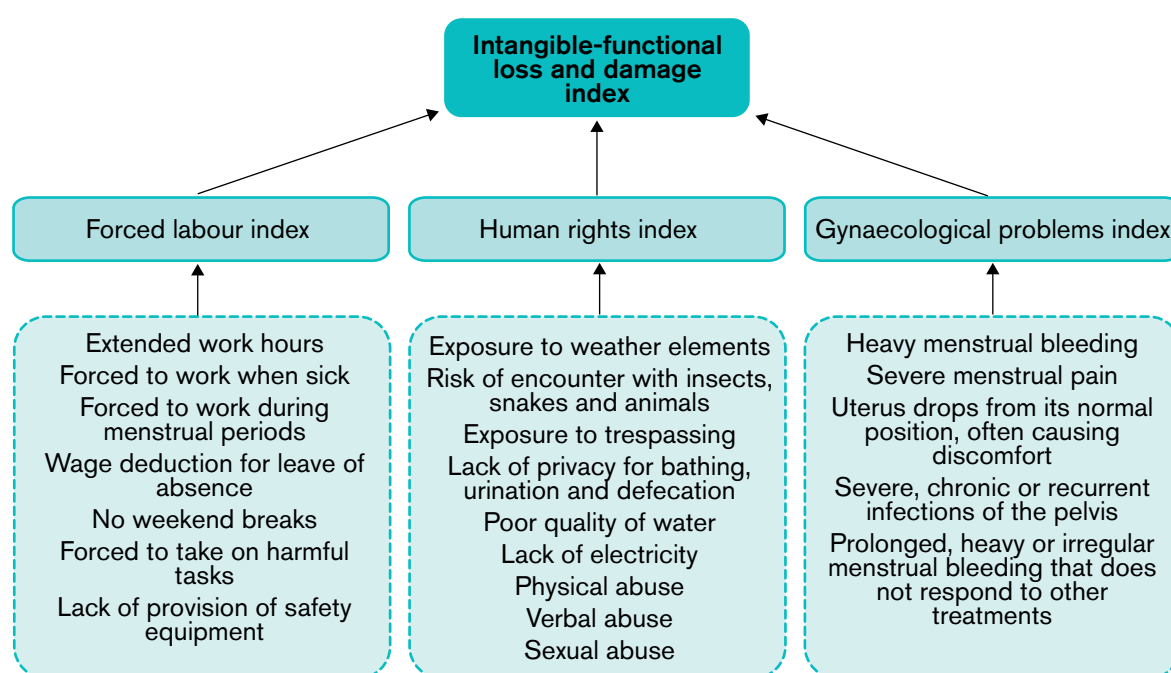 Intangible-functional
loss and damage
index
Forced labour index
Human rights index
Gynaecological problems index
Extended work hours
Forced to work when sick
Forced to work during
menstrual periods
Wage deduction for leave of
absence
No weekend breaks
Forced to take on harmful
tasks
Lack of provision of safety
equipment
Exposure to weather elements
Risk of encounter with insects,
snakes and animals
Exposure to trespassing
Lack of privacy for bathing,
urination and defecation
Poor quality of water
Lack of electricity
Physical abuse
Verbal abuse
Sexual abuse
Heavy menstrual bleeding
Severe menstrual pain
Uterus drops from its normal
position, often causing
discomfort
Severe, chronic or recurrent
infections of the pelvis
Prolonged, heavy or irregular
menstrual bleeding that does
not respond to other
treatments